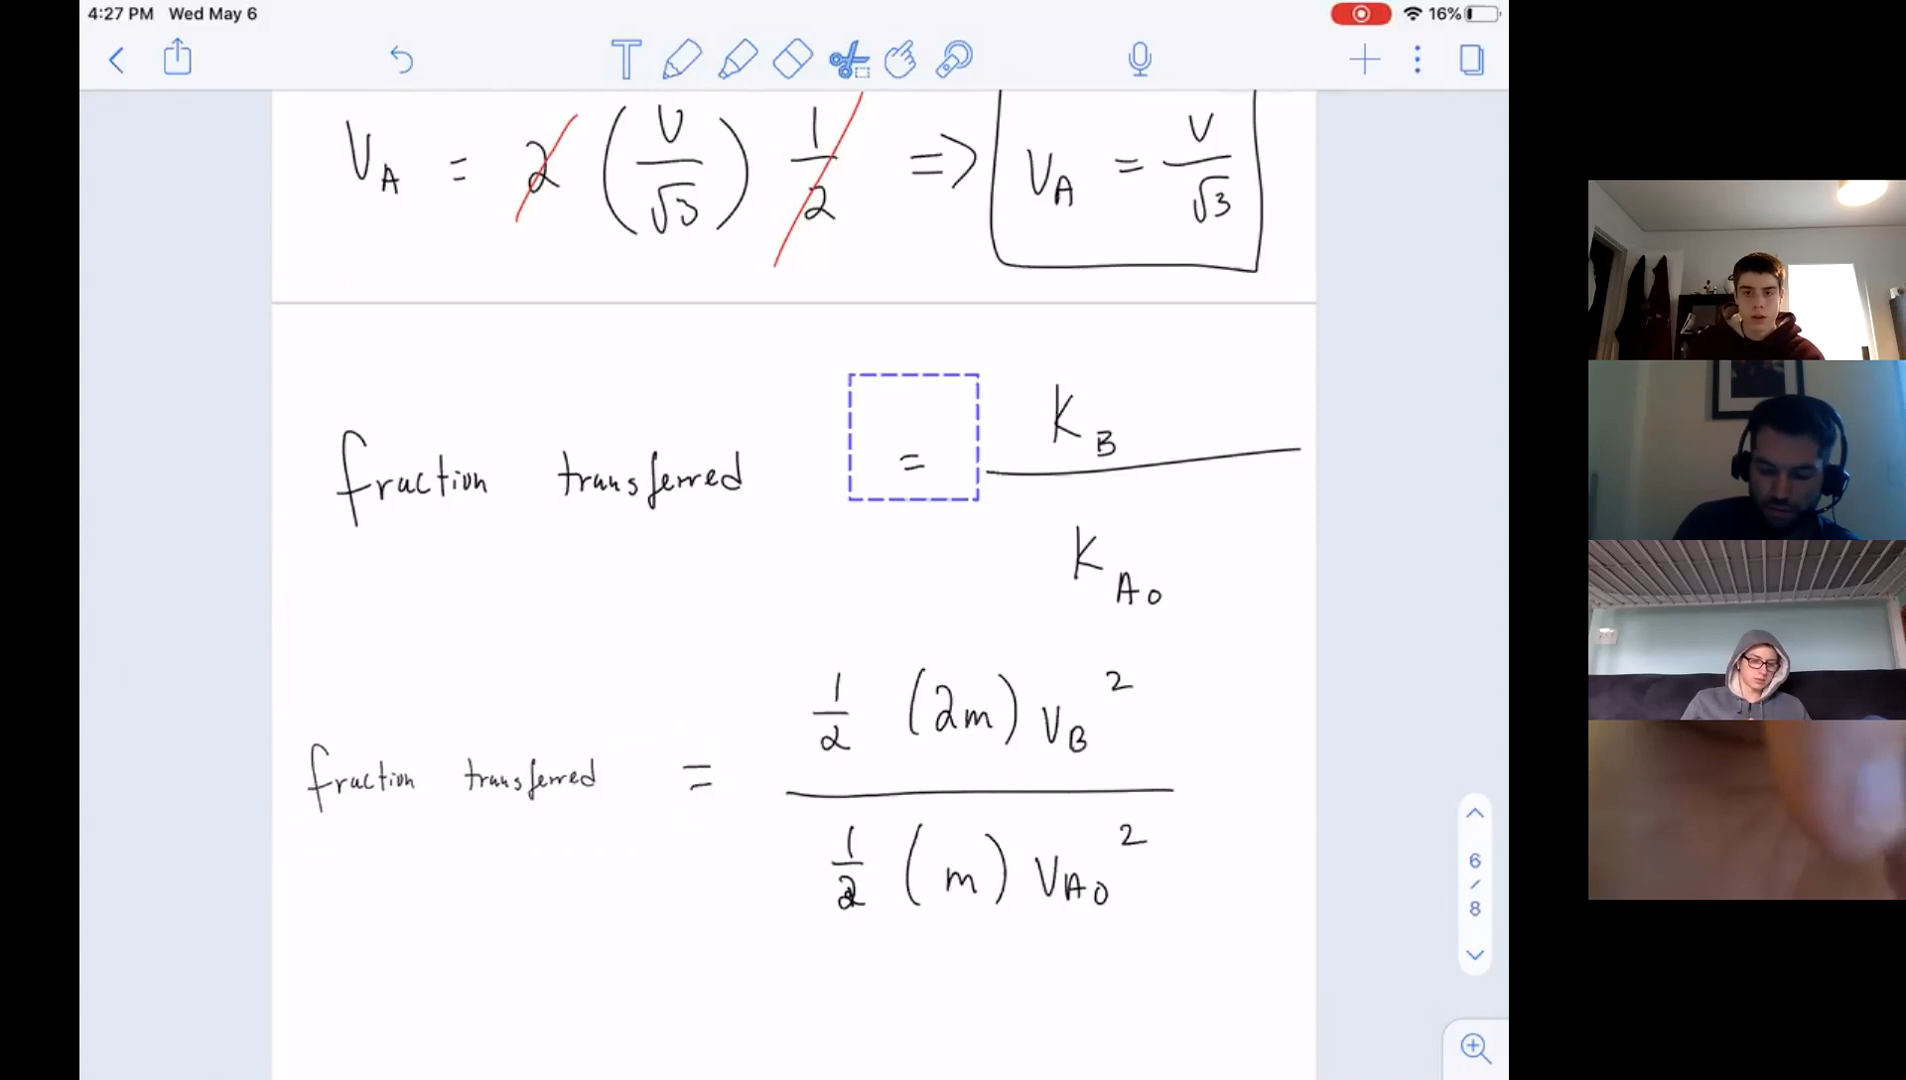 4:27 PM Wed May 6
16%
T
V_A = 2 (V/√3) 1/2 => V_A = V/√3
fraction transferred = K_B / K_A0
fraction transferred = 1/2 (2m) V_B^2 / 1/2 (m) V_A0^2
6
/
8